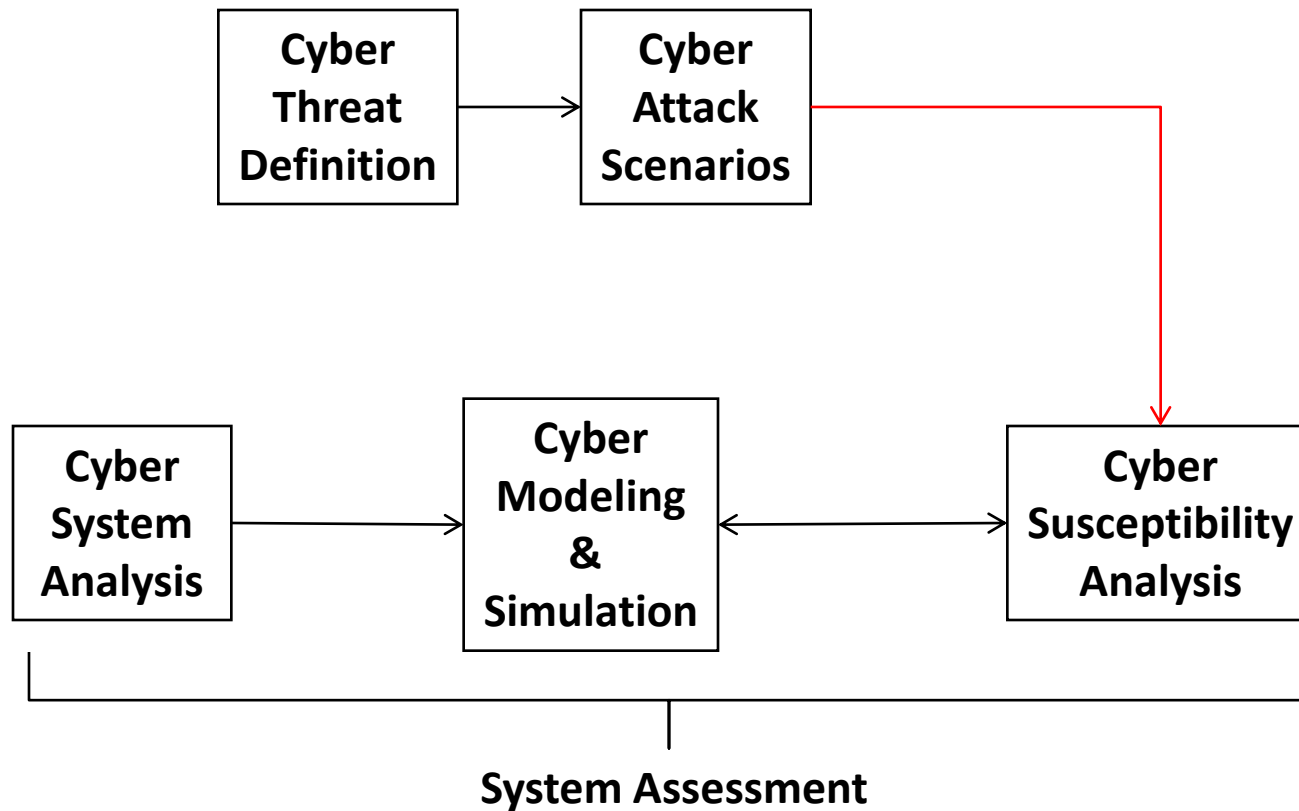 Cyber
Threat
Definition
Cyber
Attack
Scenarios
Cyber
System
Analysis
Cyber
Modeling
&
Simulation
Cyber
Susceptibility
Analysis
System Assessment